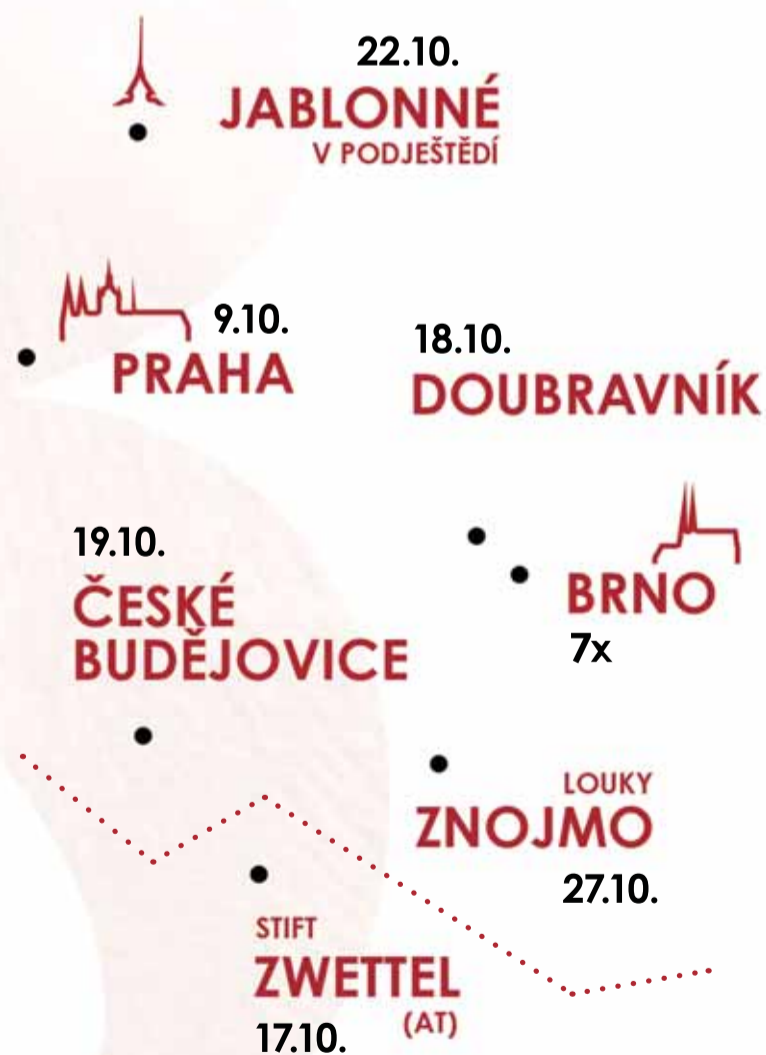 22.10.
JABLONNÉ
V PODJEŠTĚDÍ
9.10.
PRAHA
18.10.
DOUBRAVNÍK
19.10.
ČESKÉ
BUDĚJOVICE
BRNO
7x
LOUKY
ZNOJMO
27.10.
STIFT
ZWETTEL
(AT)
17.10.